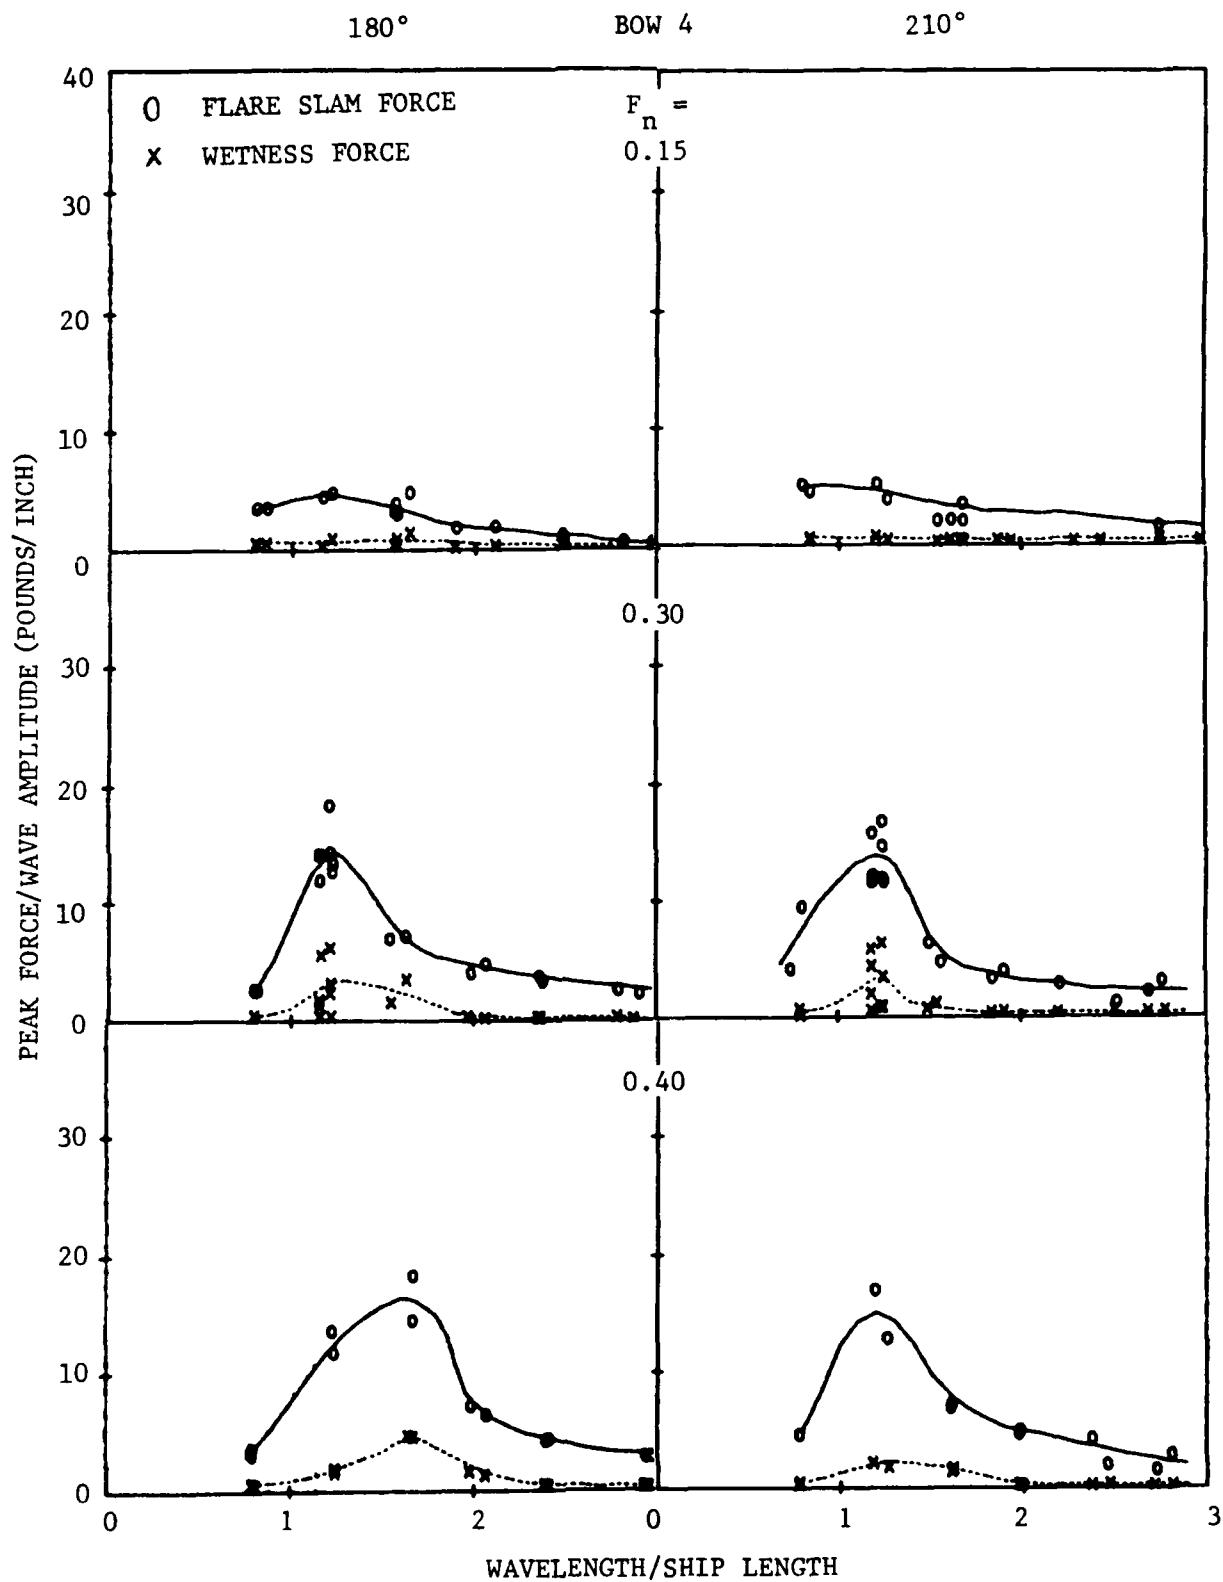 180° BOW 4 210°
40
O FLARE SLAM FORCE
X WETNESS FORCE
F_n =
0.15
30
20
10
0
0.30
30
20
10
0
0.40
30
20
10
0
PEAK FORCE/WAVE AMPLITUDE (POUNDS/INCH)
0 1 2 0 1 2 3
WAVELENGTH/SHIP LENGTH